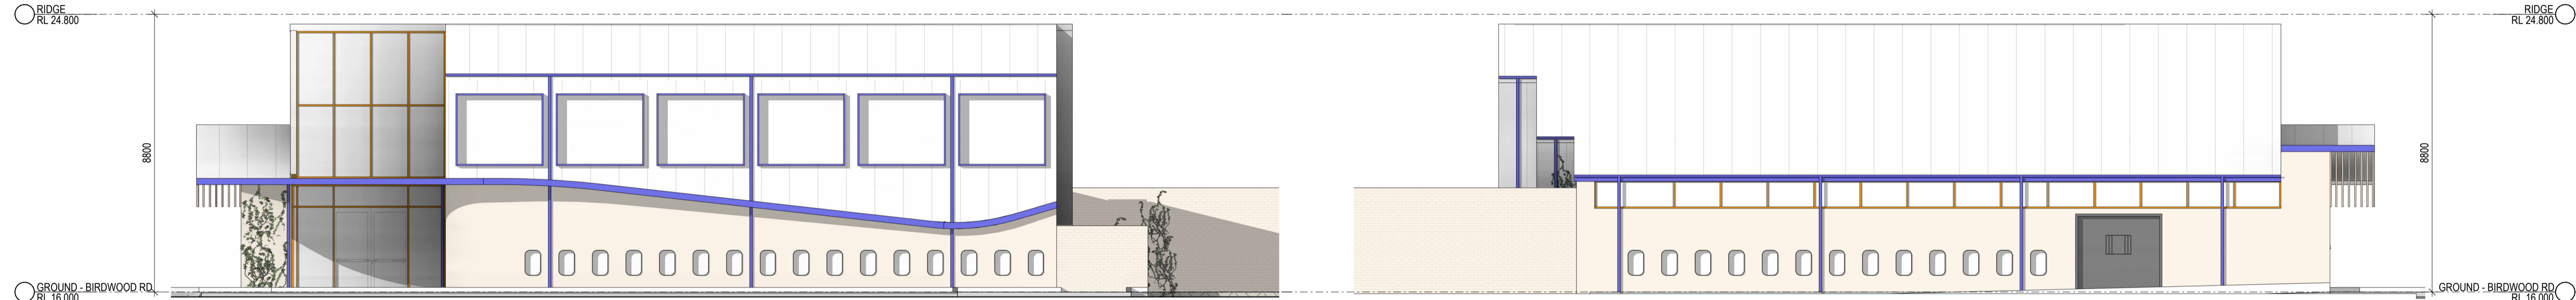 RIDGE
RL 24.800
8800
GROUND - BIRDWOOD RD
RL 16.000
RIDGE
RL 24.800
8800
GROUND - BIRDWOOD RD
RL 16.000